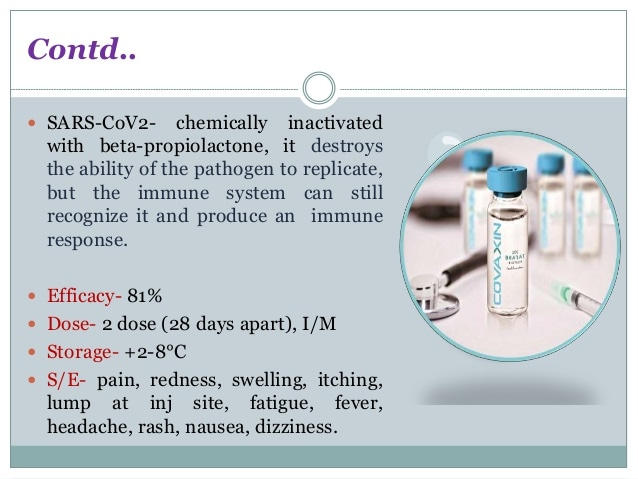 Contd..
• SARS-CoV2- chemically inactivated
with beta-propiolactone, it destroys
the ability of the pathogen to replicate,
but the immune system can still
recognize it and produce an immune
response.
• Efficacy- 81%
• Dose- 2 dose (28 days apart), I/M
• Storage- +2-8°C
• S/E- pain, redness, swelling, itching,
lump at inj site, fatigue, fever,
headache, rash, nausea, dizziness.
COVAXIN
BHARAT